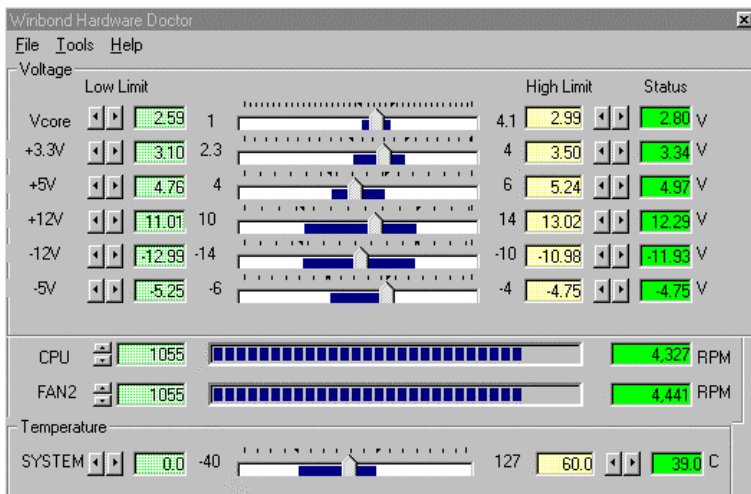 Winbond Hardware Doctor
File Tools Help
Voltage
Low Limit High Limit Status
Vcore 2.59 1 4.1 2.99 2.80 V
+3.3V 3.10 2.3 4 3.50 3.34 V
+5V 4.76 4 6 5.24 4.97 V
+12V 11.01 10 14 13.02 12.29 V
-12V -12.99 -14 -10 -10.98 -11.93 V
-5V -5.25 -6 -4 -4.75 -4.75 V
CPU 1055 4,327 RPM
FAN2 1055 4,441 RPM
Temperature
SYSTEM 0.0 -40 127 60.0 39.0 C